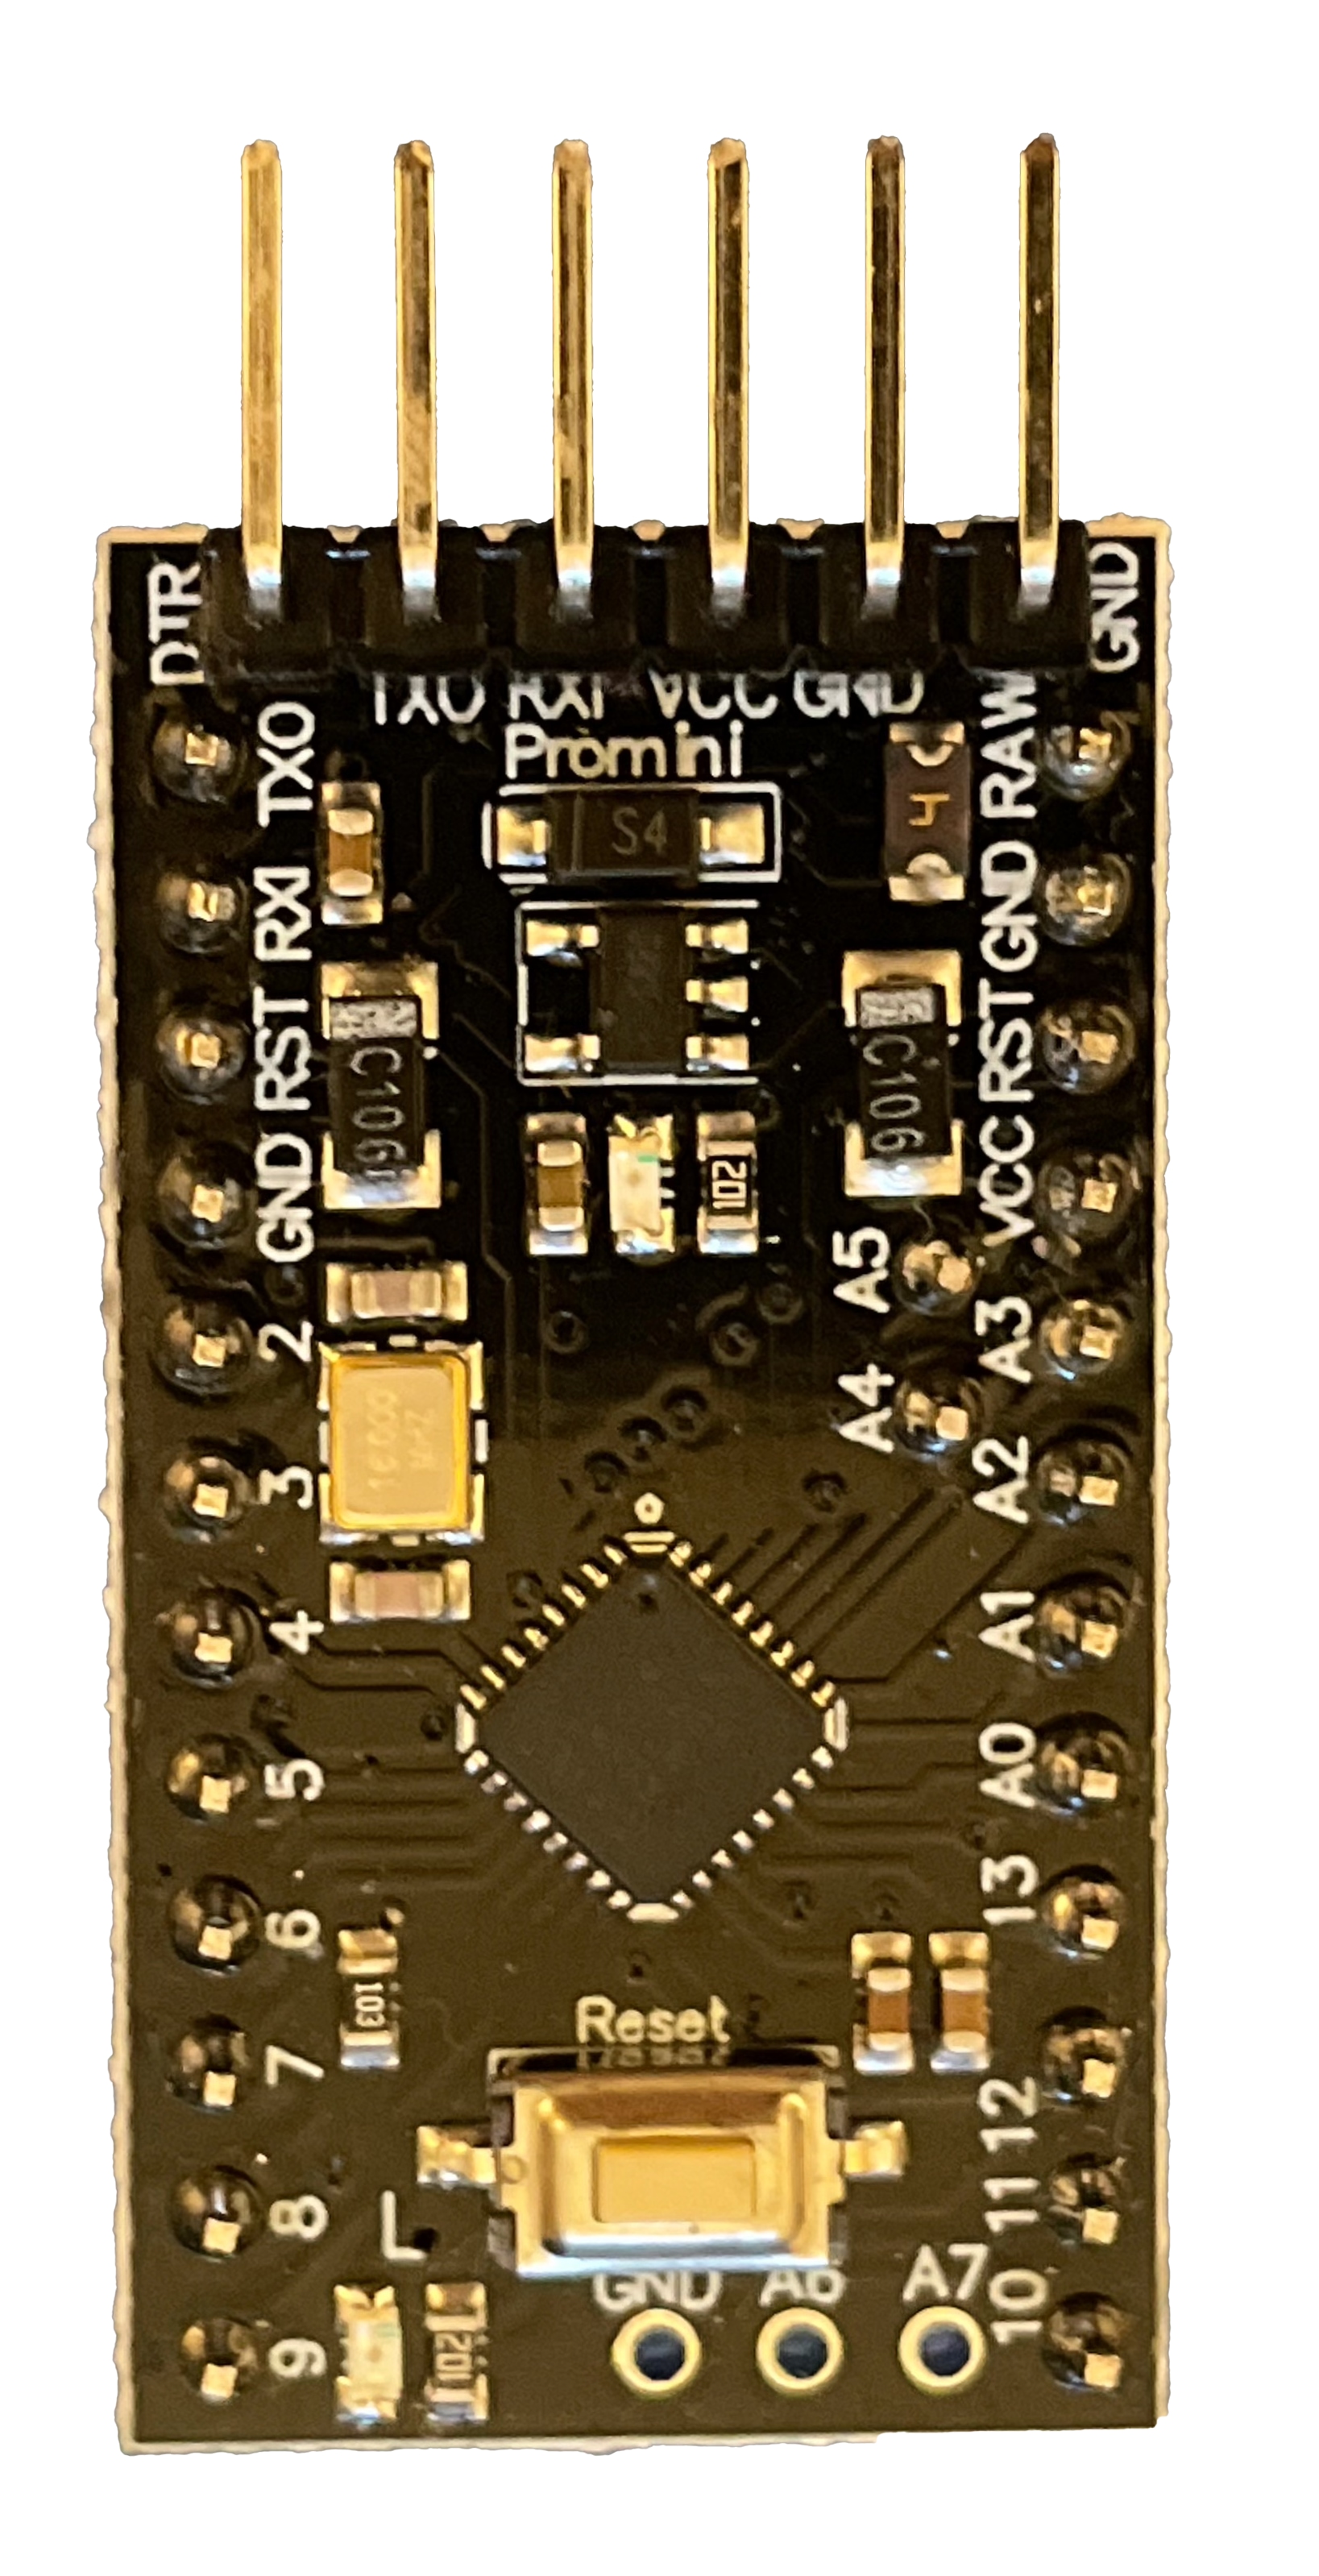 DTR
GND
TXO RXI VCC GND
Promini
TXO
RXI
RST
GND
2
3
4
5
6
7
8
9
S4
4
C106
C106
102
RAW
GND
RST
VCC
A5
A4
A3
A2
A1
A0
13
12
11
10
103
Reset
L
102
GND A6 A7